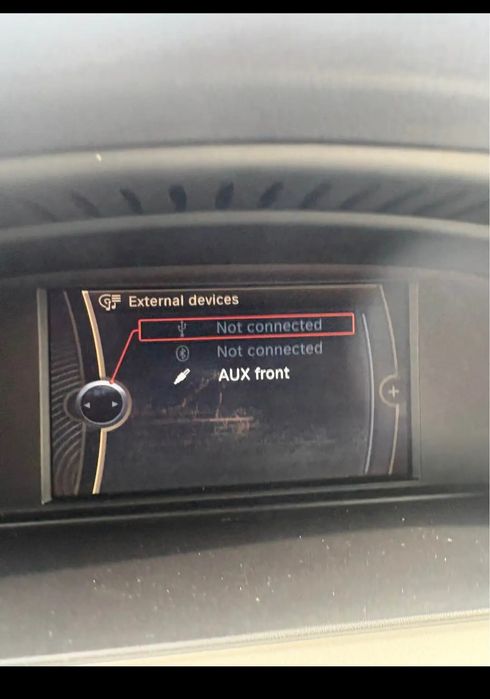 External devices
Not connected
Not connected
AUX front
+